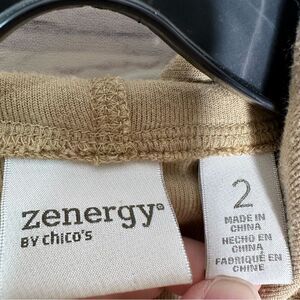 zenergy®
BY chico's
2
MADE IN
CHINA
HECHO EN
CHINA
FABRIQUÉ EN
CHINE